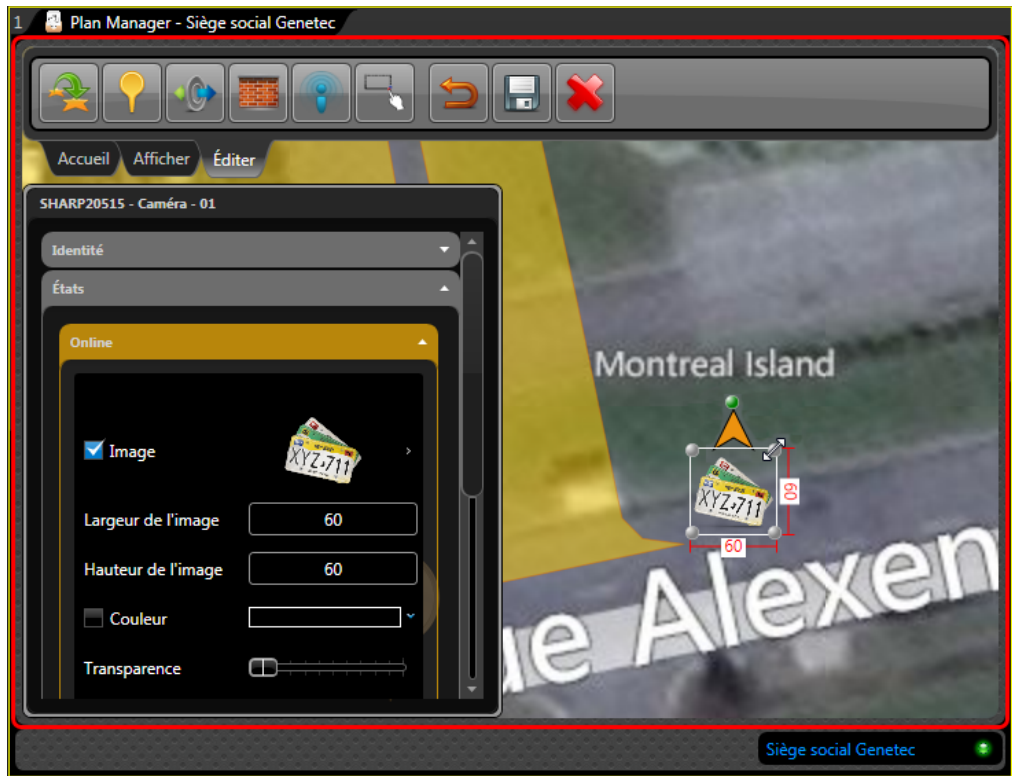 1 Plan Manager - Siège social Genetec
Accueil Afficher Éditer
SHARP20515 - Caméra - 01
Identité
États
Online
Image
XYZ-711
Largeur de l'image 60
Hauteur de l'image 60
Couleur
Transparence
Montreal Island
XYZ-711
60
60
ue Alexen
Siège social Genetec